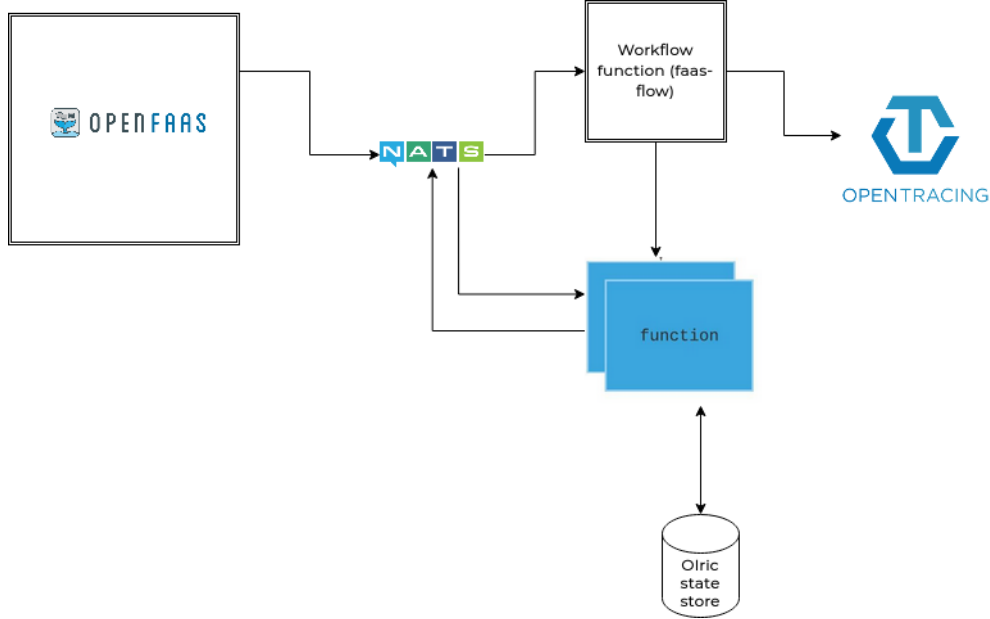 Workflow
function (faas-
flow)
OPENFAAS
NATS
OPENTRACING
function
Olric
state
store